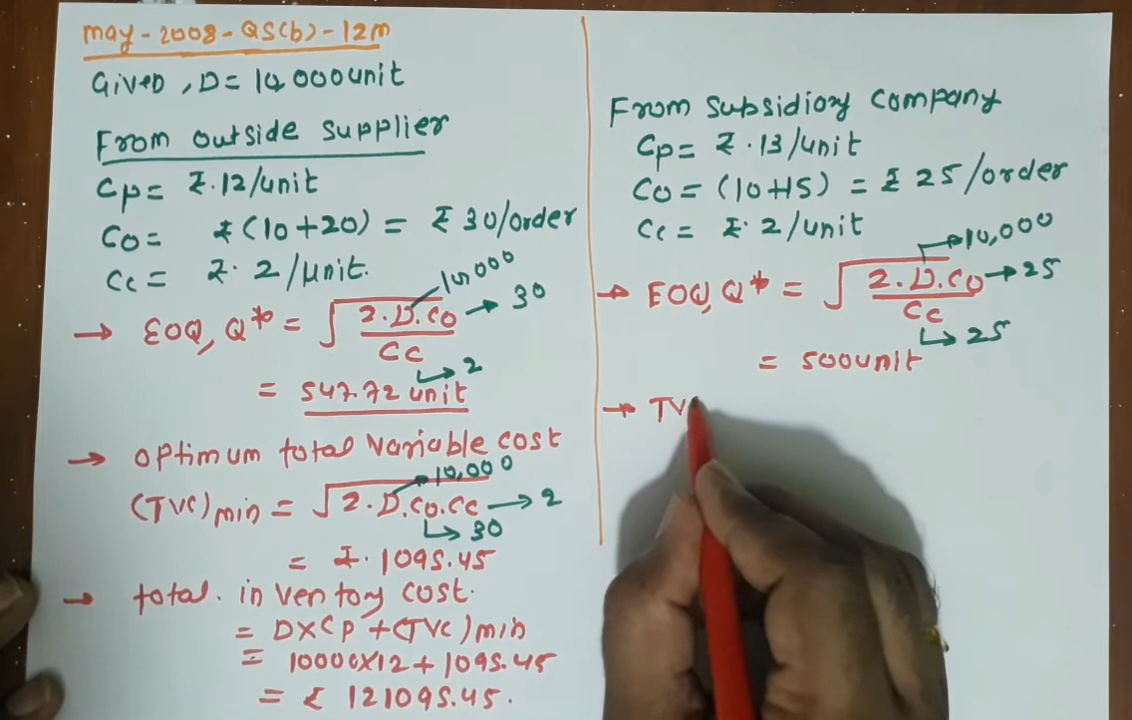 may-2008-Q5(b)-12m
Given, D= 10,000unit
From outside supplier
Cp= ₹.12/unit
Co= ₹(10+20) = ₹ 30/order
Cc= ₹. 2/unit.
→ EOQ, Q* = √ 2.D.Co / Cc
10,000
→ 30
→ 2
= 547.72 unit
→ optimum total variable cost
(TVC)min = √2.D.Co.Cc → 2
10,000
→ 30
= ₹. 1095.45
→ total. inventory cost.
= D×Cp + (TVC)min
= 10000×12 + 1095.45
= ₹ 121095.45.
From subsidiory company
Cp= ₹.13/unit
Co= (10+15) = ₹ 25/order
Cc= ₹. 2/unit
→ EOQ, Q* = √ 2.D.Co / Cc
→ 10,000
→ 25
→ 25
= 500unit
→ TV